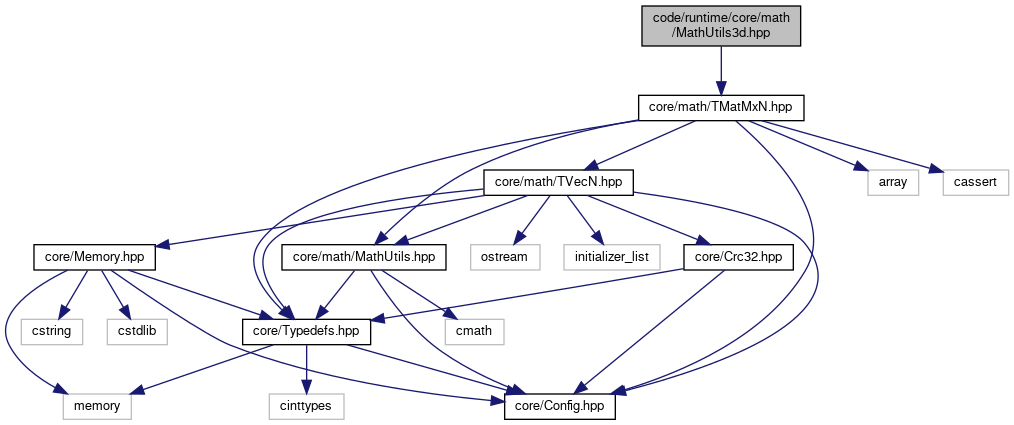 code/runtime/core/math
/MathUtils3d.hpp
core/math/TMatMxN.hpp
core/math/TVecN.hpp
array
cassert
core/Memory.hpp
core/math/MathUtils.hpp
ostream
initializer_list
core/Crc32.hpp
cstring
cstdlib
core/Typedefs.hpp
cmath
memory
cinttypes
core/Config.hpp